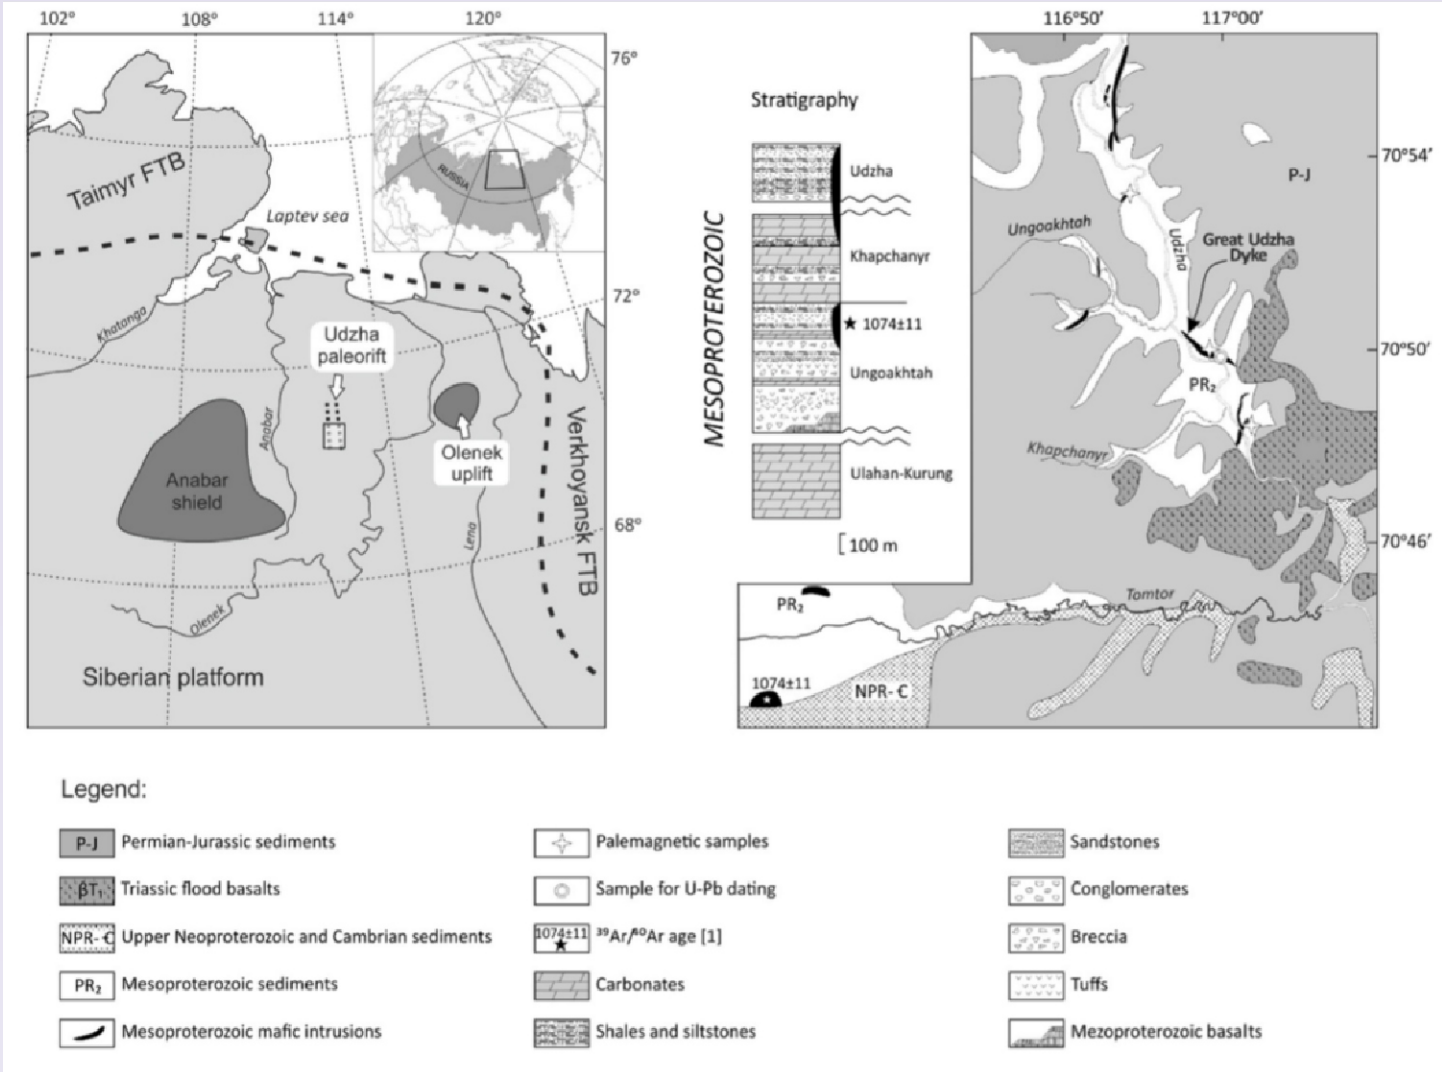 102°
108°
114°
120°
76°
72°
68°
Taimyr FTB
Laptev sea
RUSSIA
Khatanga
Udzha
paleorift
Anabar
Anabar
shield
Olenek
uplift
Verkhoyansk FTB
Lena
Olenek
Siberian platform
Stratigraphy
MESOPROTEROZOIC
Udzha
Khapchanyr
★ 1074±11
Ungoakhtah
Ulahan-Kurung
100 m
116°50'
117°00'
70°54'
70°50'
70°46'
P-J
Ungoakhtah
Udzha
Great Udzha
Dyke
PR₂
Khapchanyr
Tomtor
PR₂
1074±11
NPR-Є
Legend:
P-J Permian-Jurassic sediments
βT₁ Triassic flood basalts
NPR-Є Upper Neoproterozoic and Cambrian sediments
PR₂ Mesoproterozoic sediments
Mesoproterozoic mafic intrusions
Palemagnetic samples
Sample for U-Pb dating
1074±11 ★ ³⁹Ar/⁴⁰Ar age [1]
Carbonates
Shales and siltstones
Sandstones
Conglomerates
Breccia
Tuffs
Mezoproterozoic basalts